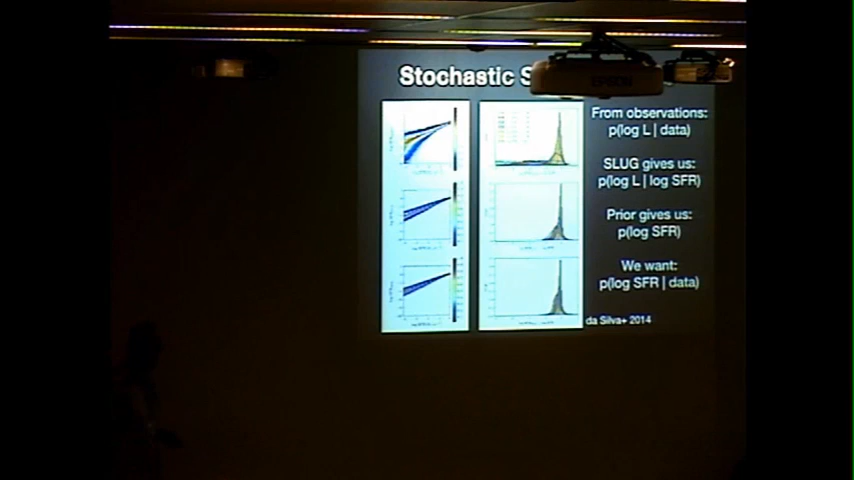 Stochastic S
EPSON
From observations:
p(log L | data)
SLUG gives us:
p(log L | log SFR)
Prior gives us:
p(log SFR)
We want:
p(log SFR | data)
da Silva+ 2014